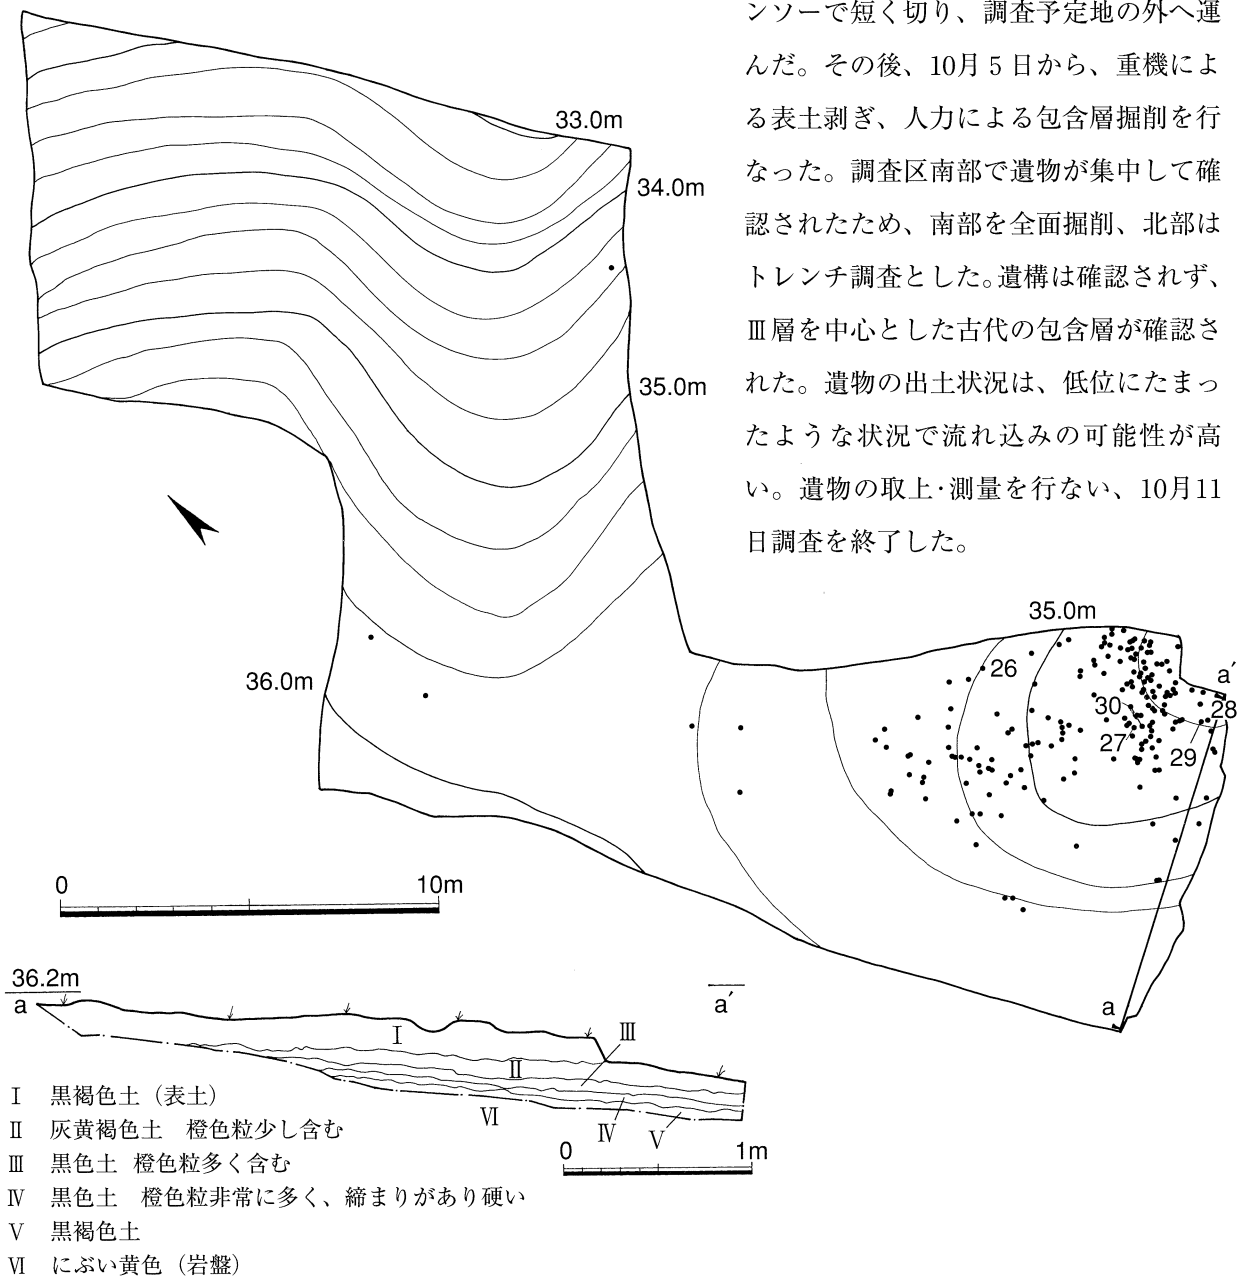 ンソーで短く切り、調査予定地の外へ運
んだ。その後、10月5日から、重機によ
る表土剥ぎ、人力による包含層掘削を行
なった。調査区南部で遺物が集中して確
認されたため、南部を全面掘削、北部は
トレンチ調査とした。遺構は確認されず、
Ⅲ層を中心とした古代の包含層が確認さ
れた。遺物の出土状況は、低位にたまっ
たような状況で流れ込みの可能性が高
い。遺物の取上・測量を行ない、10月11
日調査を終了した。
33.0m
34.0m
35.0m
36.0m
35.0m
26
30
27
28
29
a′
a
0 10m
36.2m
a
a′
Ⅰ
Ⅱ
Ⅲ
Ⅳ
Ⅴ
Ⅵ
0 1m
Ⅰ 黒褐色土（表土）
Ⅱ 灰黄褐色土 橙色粒少し含む
Ⅲ 黒色土 橙色粒多く含む
Ⅳ 黒色土 橙色粒非常に多く、締まりがあり硬い
Ⅴ 黒褐色土
Ⅵ にぶい黄色（岩盤）